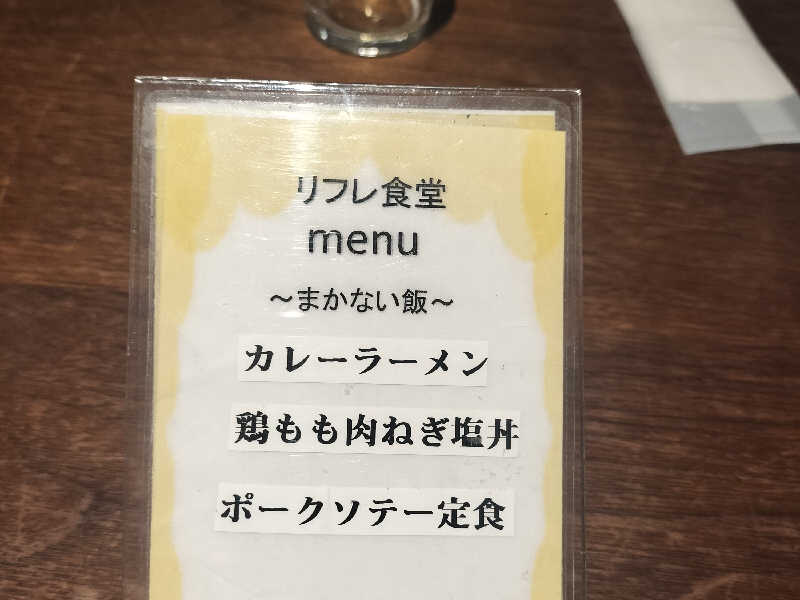 リフレ食堂
menu
～まかない飯～
カレーラーメン
鶏もも肉ねぎ塩丼
ポークソテー定食